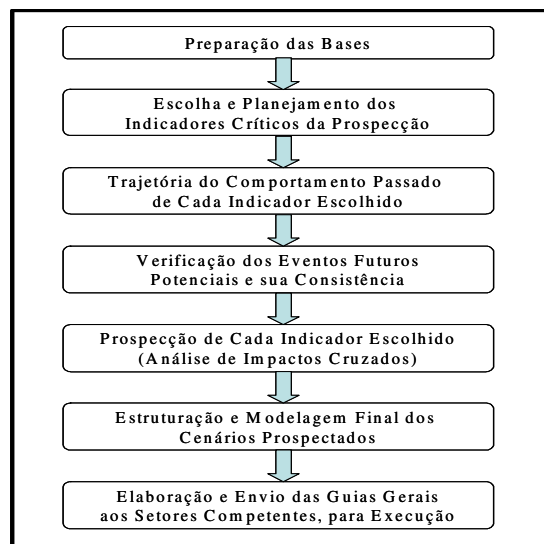 Preparação das Bases
Escolha e Planejamento dos
Indicadores Críticos da Prospecção
Trajetória do Comportamento Passado
de Cada Indicador Escolhido
Verificação dos Eventos Futuros
Potenciais e sua Consistência
Prospecção de Cada Indicador Escolhido
(Análise de Impactos Cruzados)
Estruturação e Modelagem Final dos
Cenários Prospectados
Elaboração e Envio das Guias Gerais
aos Setores Competentes, para Execução